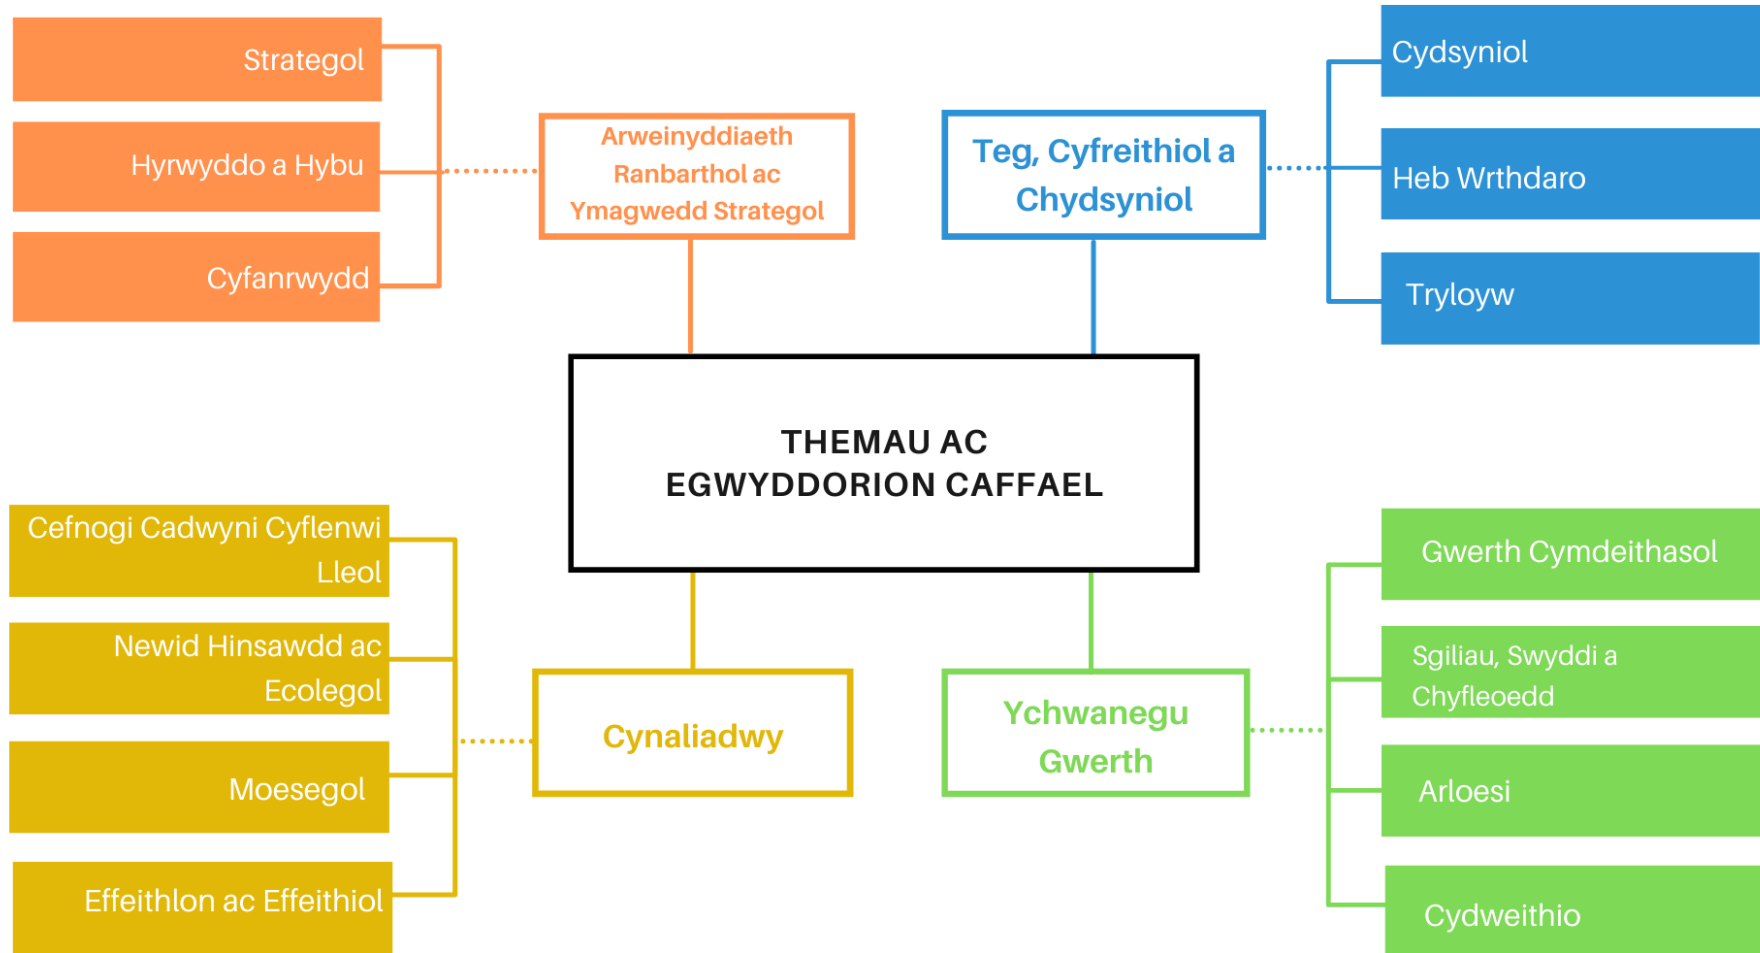 Strategol
Hyrwyddo a Hybu
Cyfanrwydd
Arweinyddiaeth
Ranbarthol ac
Ymagwedd Strategol
Teg, Cyfreithiol a
Chydsyniol
Cydsyniol
Heb Wrthdaro
Tryloyw
THEMAU AC
EGWYDDORION CAFFAEL
Cefnogi Cadwyni Cyflenwi
Lleol
Newid Hinsawdd ac
Ecolegol
Moesegol
Effeithlon ac Effeithiol
Cynaliadwy
Ychwanegu
Gwerth
Gwerth Cymdeithasol
Sgiliau, Swyddi a
Chyfleoedd
Arloesi
Cydweithio